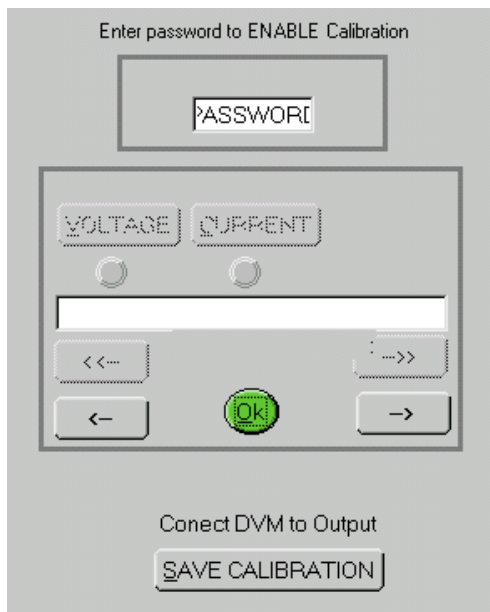 Enter password to ENABLE Calibration
PASSWORD
VOLTAGE CURRENT
<<--- --->>
<-- Ok -->
Conect DVM to Output
SAVE CALIBRATION